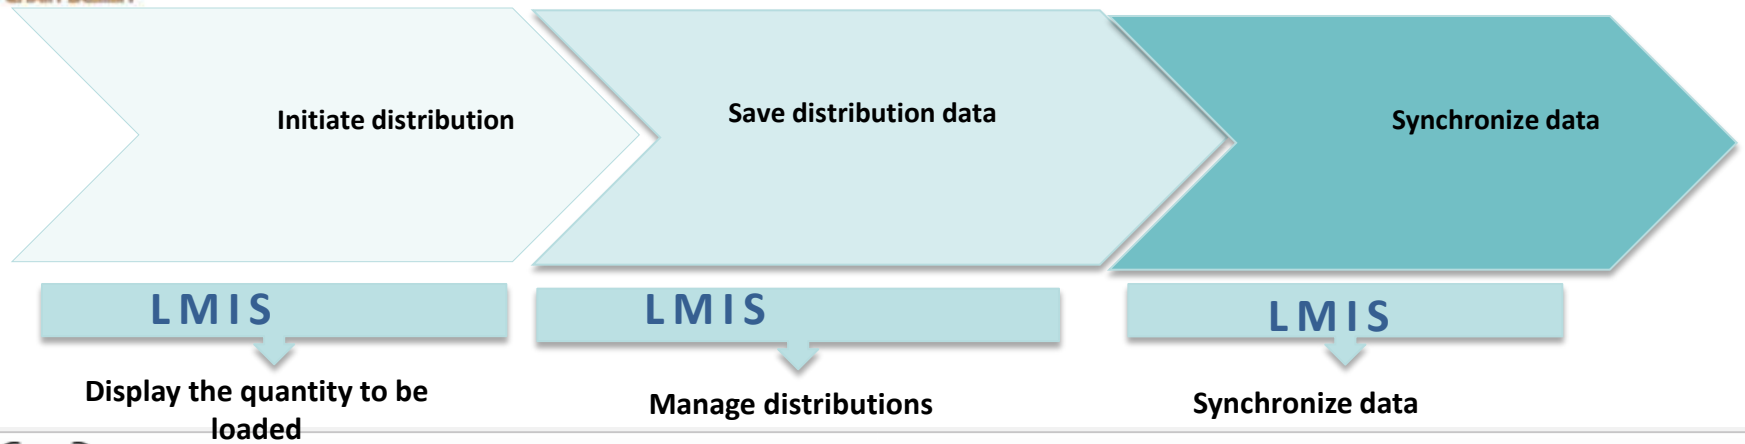 Initiate distribution
Save distribution data
Synchronize data
LMIS
LMIS
LMIS
Display the quantity to be
loaded
Manage distributions
Synchronize data